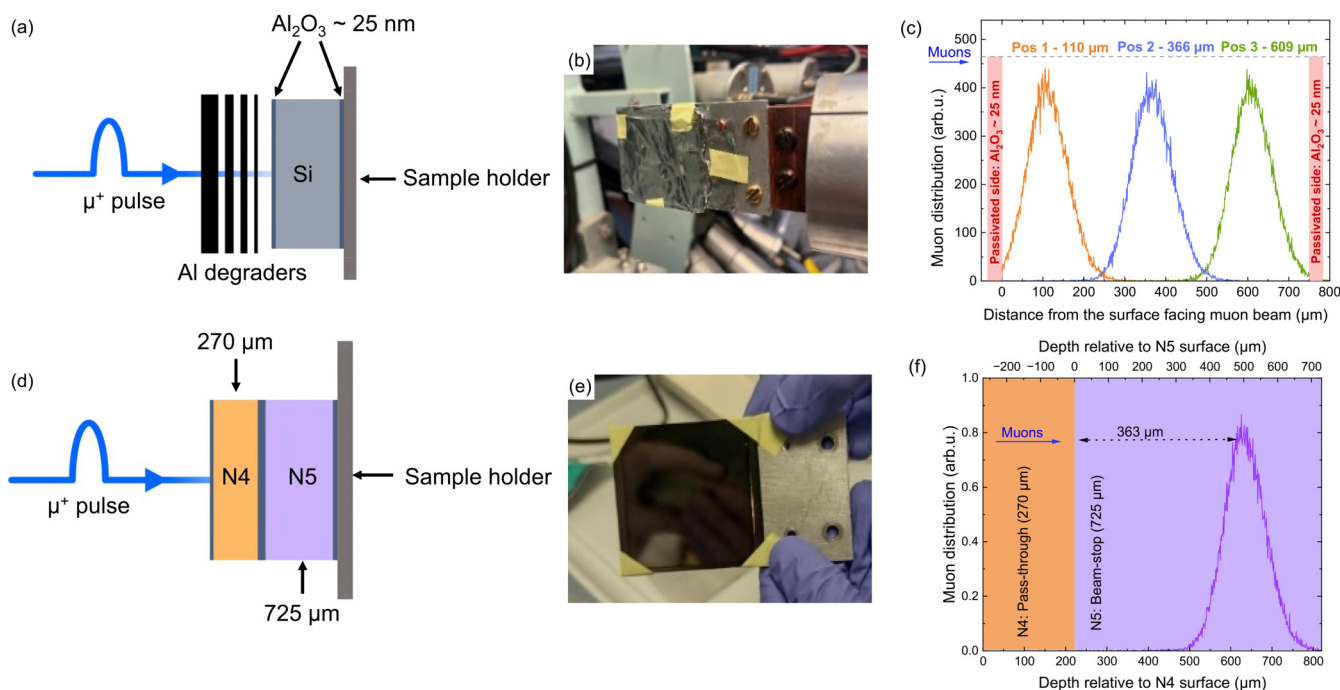 (a)
Al₂O₃ ~ 25 nm
Si
Sample holder
μ⁺ pulse
Al degraders
(b)
(c)
Muons
Pos 1 - 110 μm
Pos 2 - 366 μm
Pos 3 - 609 μm
Passivated side: Al₂O₃ ~ 25 nm
Passivated side: Al₂O₃ ~ 25 nm
Muon distribution (arb.u.)
500
400
300
200
100
0
0 100 200 300 400 500 600 700 800
Distance from the surface facing muon beam (μm)
(d)
270 μm
N4
N5
Sample holder
μ⁺ pulse
725 μm
(e)
(f)
Depth relative to N5 surface (μm)
−200 −100 0 100 200 300 400 500 600 700
Muons
363 μm
N4: Pass-through (270 μm)
N5: Beam-stop (725 μm)
Muon distribution (arb.u.)
1.0
0.8
0.6
0.4
0.2
0.0
0 100 200 300 400 500 600 700 800
Depth relative to N4 surface (μm)